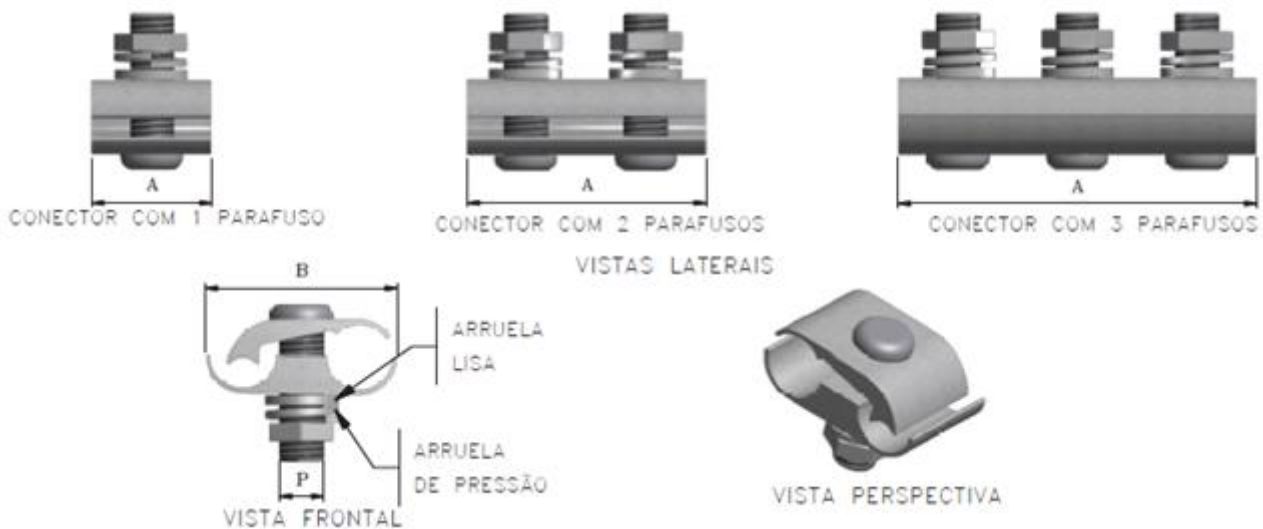 A
A
A
CONECTOR COM 1 PARAFUSO
CONECTOR COM 2 PARAFUSOS
CONECTOR COM 3 PARAFUSOS
VISTAS LATERAIS
B
ARRUELA
LISA
ARRUELA
DE PRESSÃO
P
VISTA FRONTAL
VISTA PERSPECTIVA